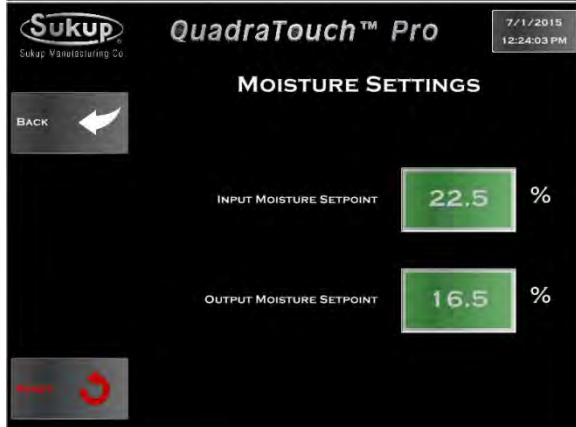 Sukup
Sukup Manufacturing Co.
QuadraTouch™ Pro
7/1/2015
12:24:03 PM
MOISTURE SETTINGS
BACK
INPUT MOISTURE SETPOINT
22.5
%
OUTPUT MOISTURE SETPOINT
16.5
%